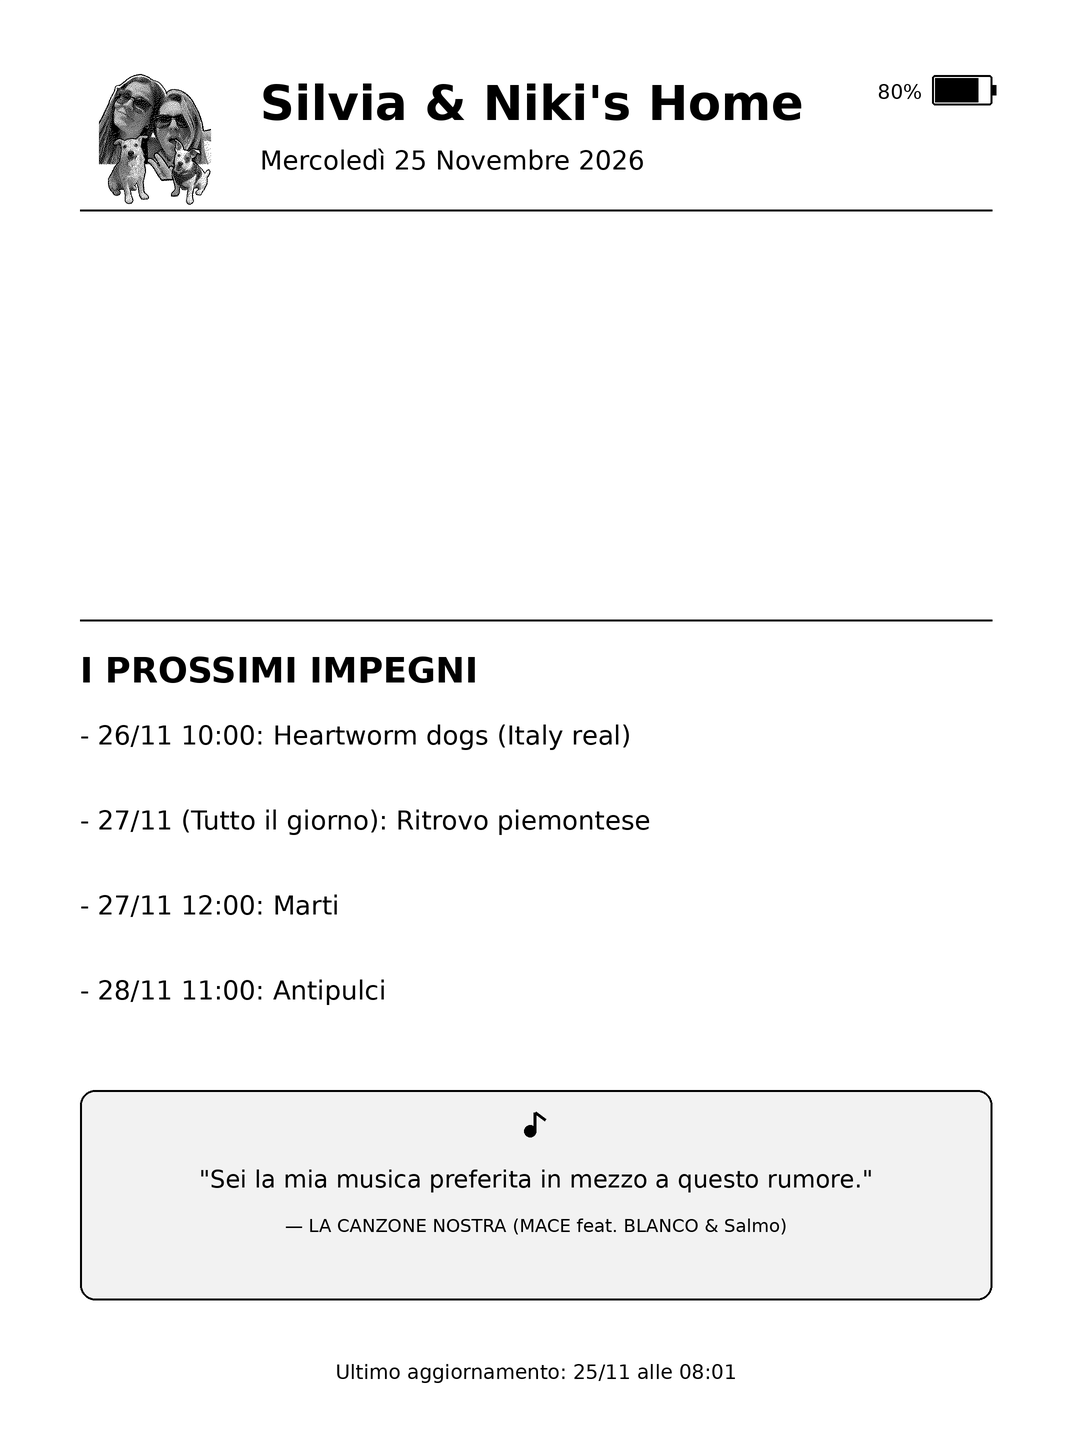 Silvia & Niki's Home
80%
Mercoledì 25 Novembre 2026
I PROSSIMI IMPEGNI
- 26/11 10:00: Heartworm dogs (Italy real)
- 27/11 (Tutto il giorno): Ritrovo piemontese
- 27/11 12:00: Marti
- 28/11 11:00: Antipulci
"Sei la mia musica preferita in mezzo a questo rumore."
— LA CANZONE NOSTRA (MACE feat. BLANCO & Salmo)
Ultimo aggiornamento: 25/11 alle 08:01